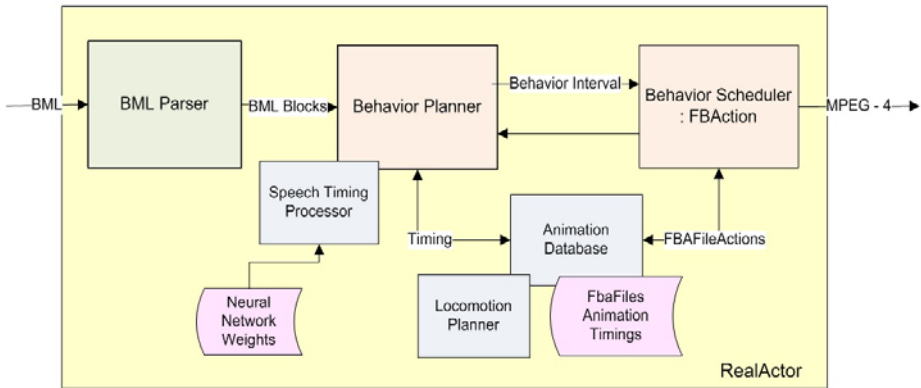 BML
BML Parser
BML Blocks
Behavior Planner
Behavior Interval
Behavior Scheduler
: FBAction
MPEG - 4
Speech Timing
Processor
Timing
Animation
Database
FBAFileActions
Neural
Network
Weights
Locomotion
Planner
FbaFiles
Animation
Timings
RealActor